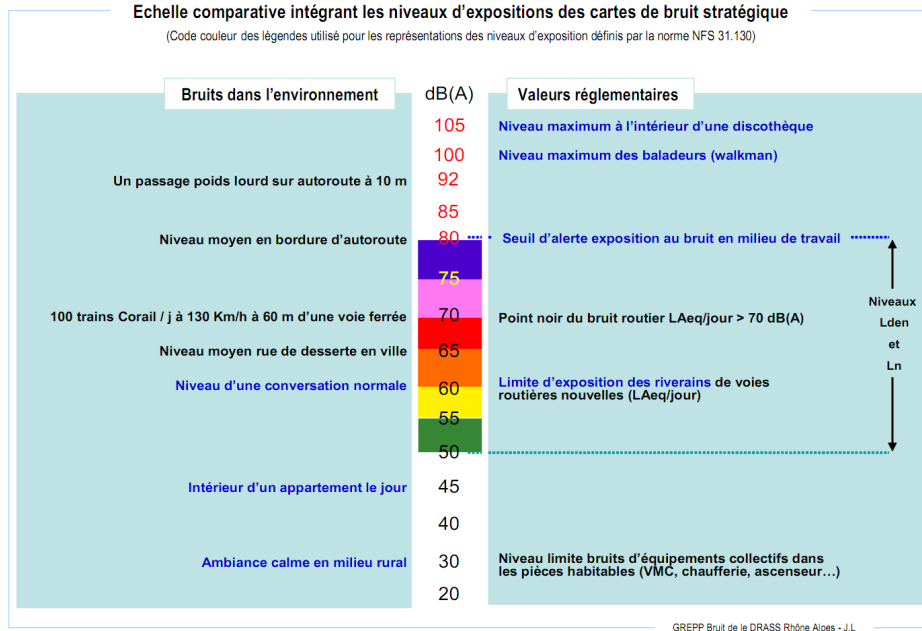 Echelle comparative intégrant les niveaux d'expositions des cartes de bruit stratégique
(Code couleur des légendes utilisé pour les représentations des niveaux d'exposition définis par la norme NFS 31.130)
Bruits dans l'environnement
dB(A)
Valeurs réglementaires
105
Niveau maximum à l'intérieur d'une discothèque
100
Niveau maximum des baladeurs (walkman)
Un passage poids lourd sur autoroute à 10 m
92
85
Niveau moyen en bordure d'autoroute
80
Seuil d'alerte exposition au bruit en milieu de travail
75
Niveaux
Lden
et
Ln
100 trains Corail / j à 130 Km/h à 60 m d'une voie ferrée
70
Point noir du bruit routier LAeq/jour > 70 dB(A)
Niveau moyen rue de desserte en ville
65
Niveau d'une conversation normale
60
Limite d'exposition des riverains de voies
routières nouvelles (LAeq/jour)
55
50
Intérieur d'un appartement le jour
45
40
Ambiance calme en milieu rural
30
Niveau limite bruits d'équipements collectifs dans
les pièces habitables (VMC, chaufferie, ascenseur…)
20
GREPP Bruit de le DRASS Rhône Alpes - J.L